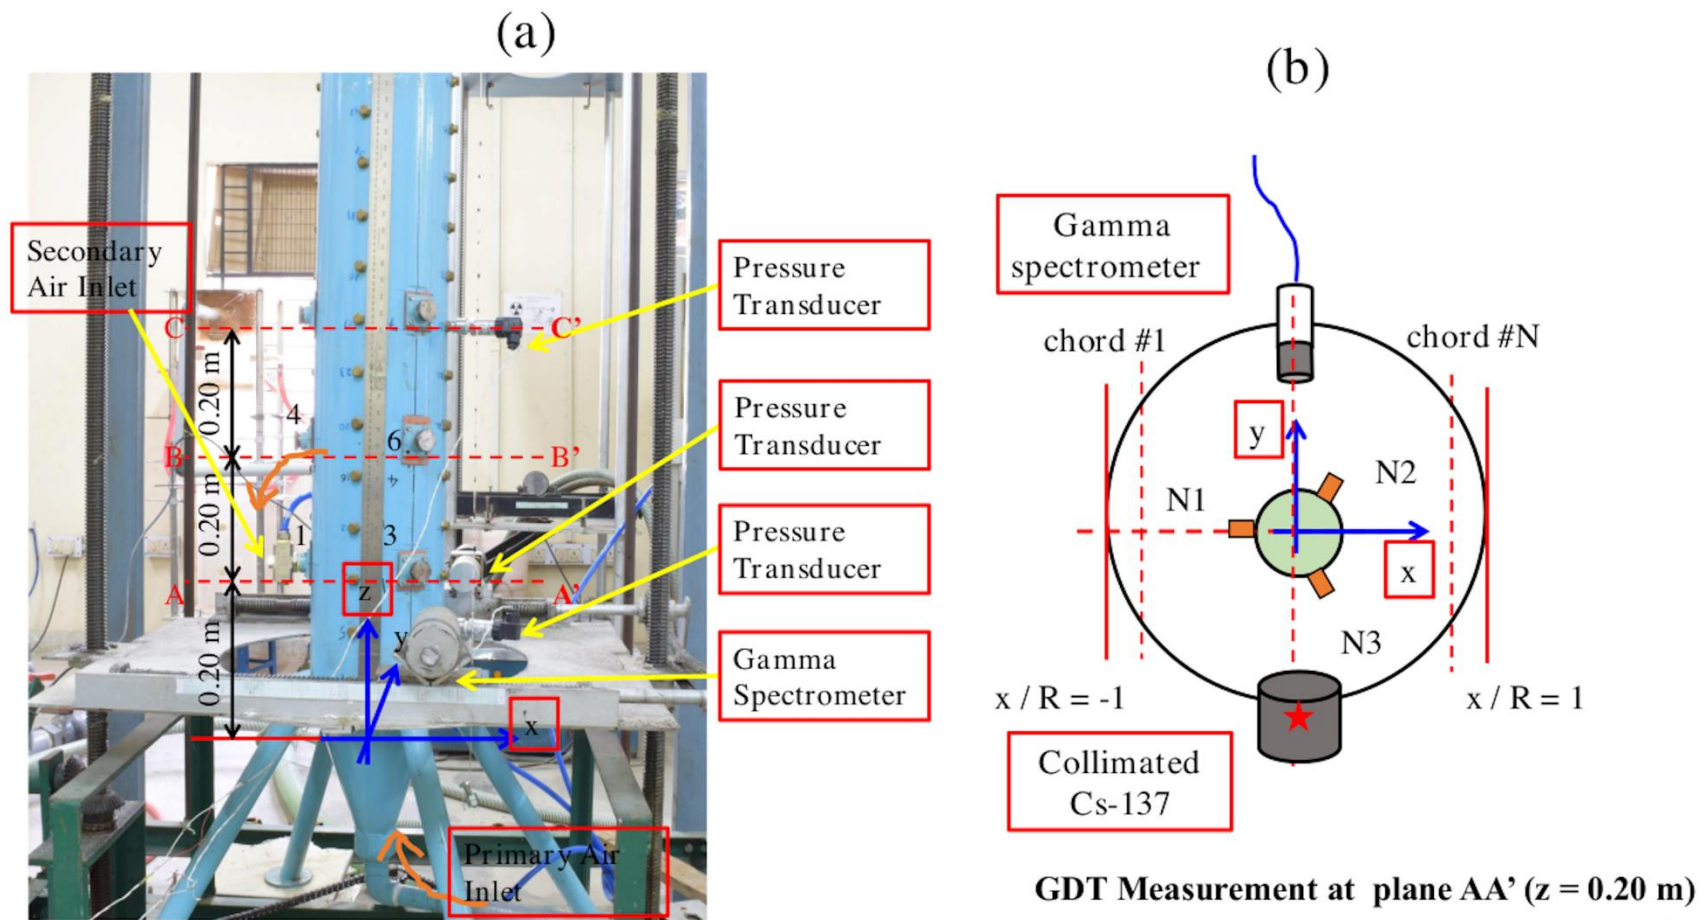 (a)
Secondary
Air Inlet
C
C’
0.20 m
4
6
B
B’
0.20 m
1
3
A
A’
z
y
0.20 m
x
Primary Air
Inlet
Pressure
Transducer
Pressure
Transducer
Pressure
Transducer
Gamma
Spectrometer
(b)
Gamma
spectrometer
chord #1
chord #N
y
N1
N2
x
N3
x / R = -1
x / R = 1
Collimated
Cs-137
GDT Measurement at plane AA’ (z = 0.20 m)